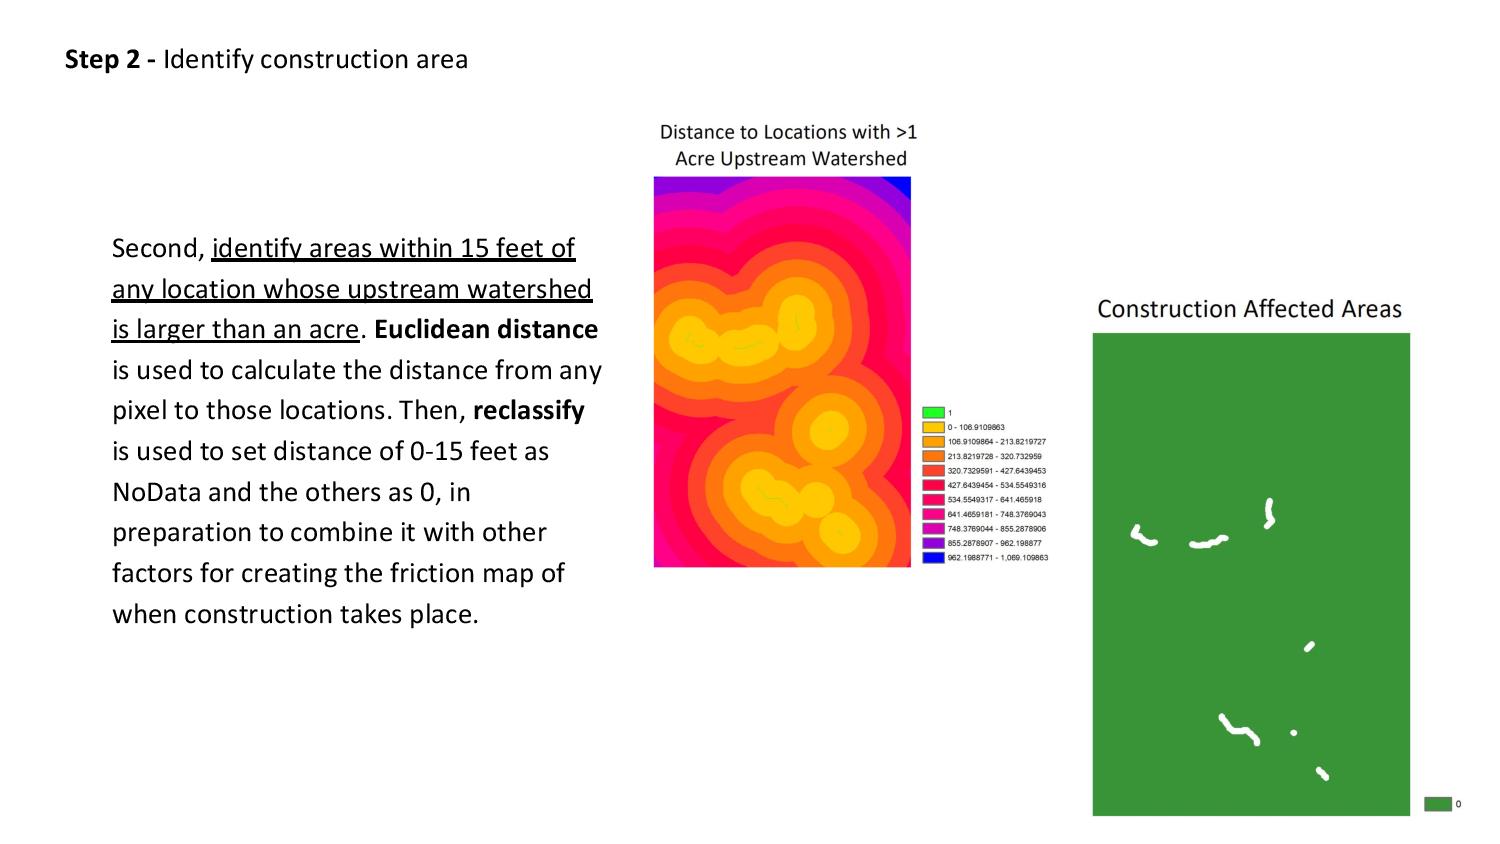 Step 2 - Identify construction area
Distance to Locations with >1
Acre Upstream Watershed
Second, identify areas within 15 feet of
any location whose upstream watershed
is larger than an acre. Euclidean distance
is used to calculate the distance from any
pixel to those locations. Then, reclassify
is used to set distance of 0-15 feet as
NoData and the others as 0, in
preparation to combine it with other
factors for creating the friction map of
when construction takes place.
1
0 - 106.9109863
106.9109864 - 213.8219727
213.8219728 - 320.732959
320.7329591 - 427.6439453
427.6439454 - 534.5549316
534.5549317 - 641.465918
641.4659181 - 748.3769043
748.3769044 - 855.2878906
855.2878907 - 962.198877
962.1988771 - 1,069.109863
Construction Affected Areas
0